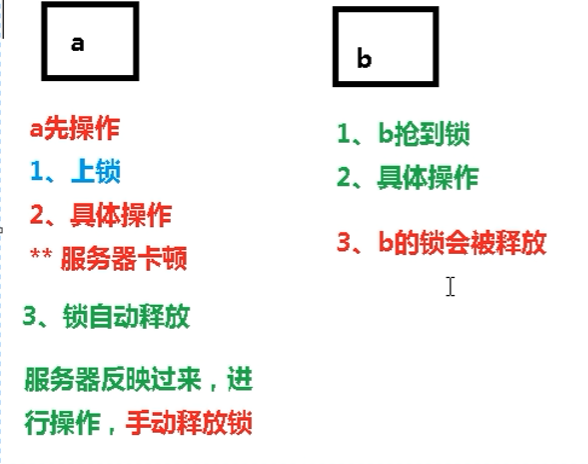 a
a先操作
1、上锁
2、具体操作
** 服务器卡顿
3、锁自动释放
服务器反映过来，进
行操作，手动释放锁
b
1、b抢到锁
2、具体操作
3、b的锁会被释放